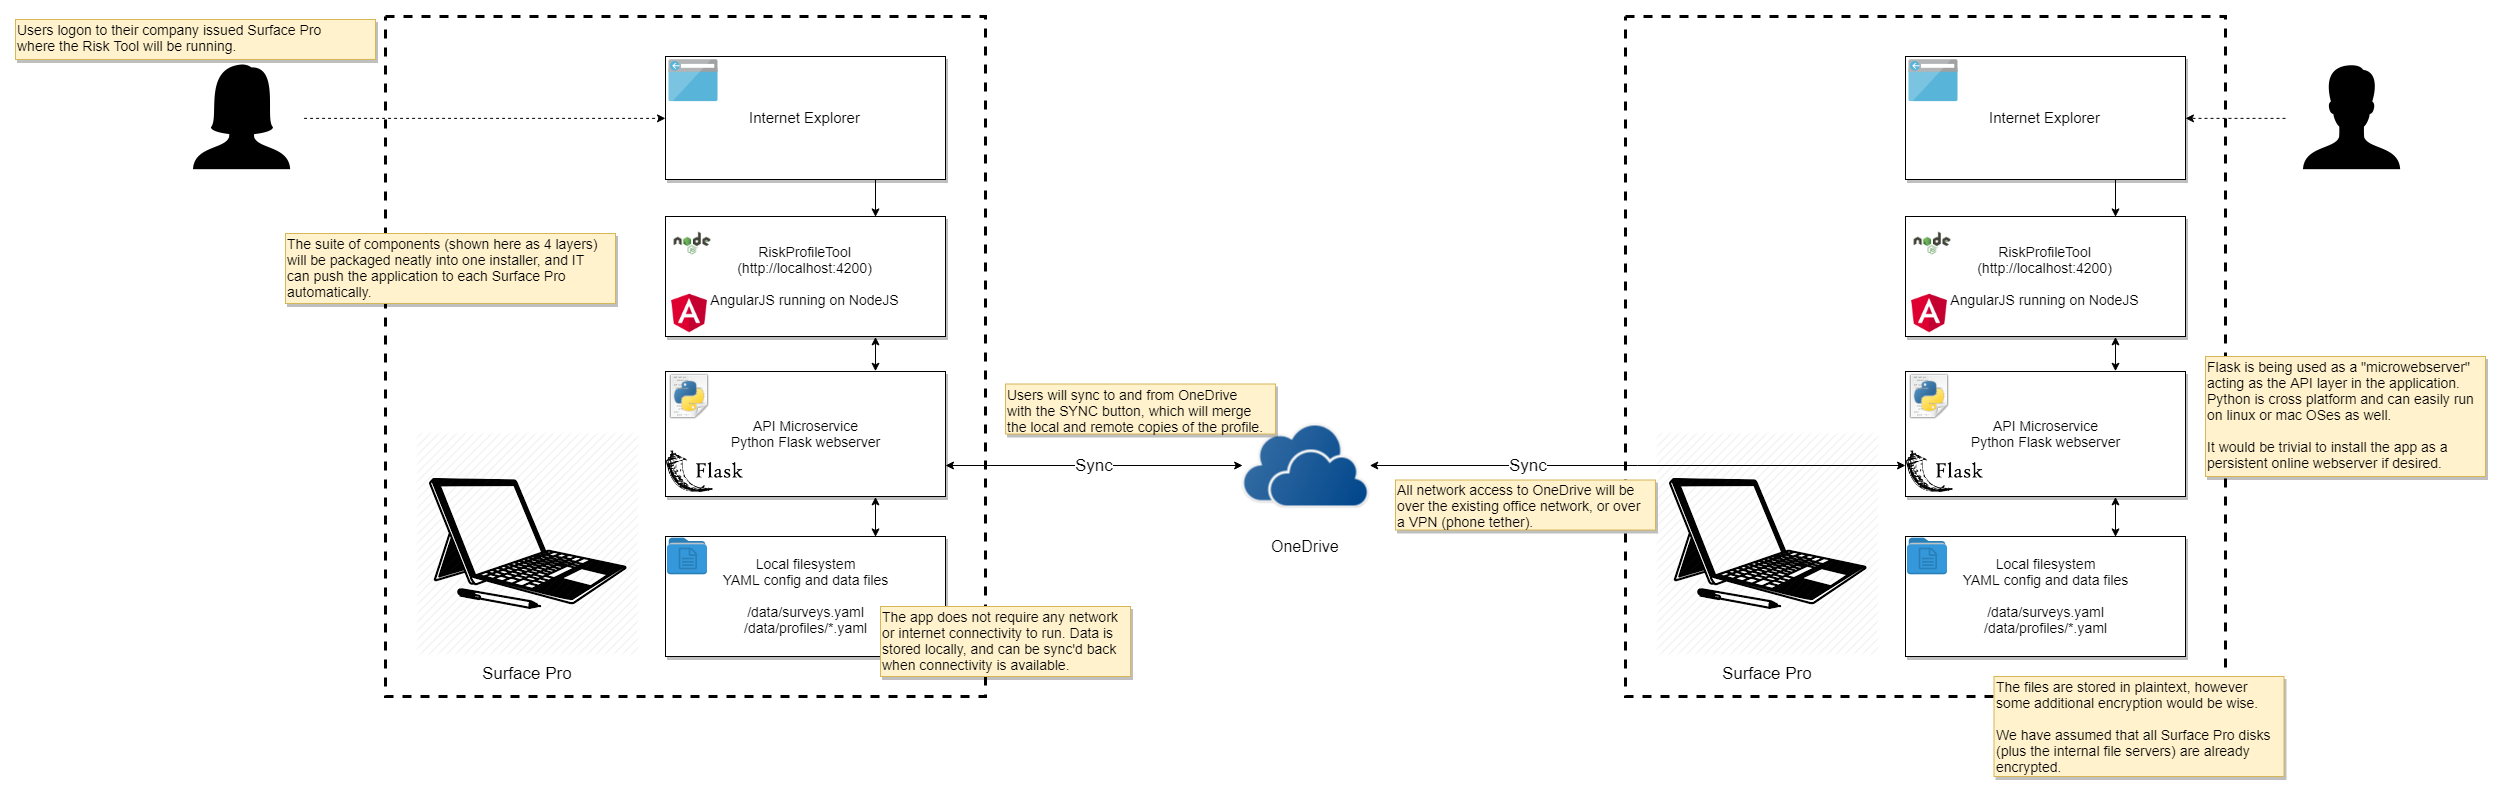 Users logon to their company issued Surface Pro
where the Risk Tool will be running.
Internet Explorer
The suite of components (shown here as 4 layers)
will be packaged neatly into one installer, and IT
can push the application to each Surface Pro
automatically.
node
JS
RiskProfileTool
(http://localhost:4200)
AngularJS running on NodeJS
A
API Microservice
Python Flask webserver
Flask
Local filesystem
YAML config and data files
/data/surveys.yaml
/data/profiles/*.yaml
Surface Pro
The app does not require any network
or internet connectivity to run. Data is
stored locally, and can be sync'd back
when connectivity is available.
Users will sync to and from OneDrive
with the SYNC button, which will merge
the local and remote copies of the profile.
Sync
OneDrive
Sync
All network access to OneDrive will be
over the existing office network, or over
a VPN (phone tether).
Internet Explorer
node
JS
RiskProfileTool
(http://localhost:4200)
AngularJS running on NodeJS
A
API Microservice
Python Flask webserver
Flask
Local filesystem
YAML config and data files
/data/surveys.yaml
/data/profiles/*.yaml
Surface Pro
Flask is being used as a "microwebserver"
acting as the API layer in the application.
Python is cross platform and can easily run
on linux or mac OSes as well.
It would be trivial to install the app as a
persistent online webserver if desired.
The files are stored in plaintext, however
some additional encryption would be wise.
We have assumed that all Surface Pro disks
(plus the internal file servers) are already
encrypted.